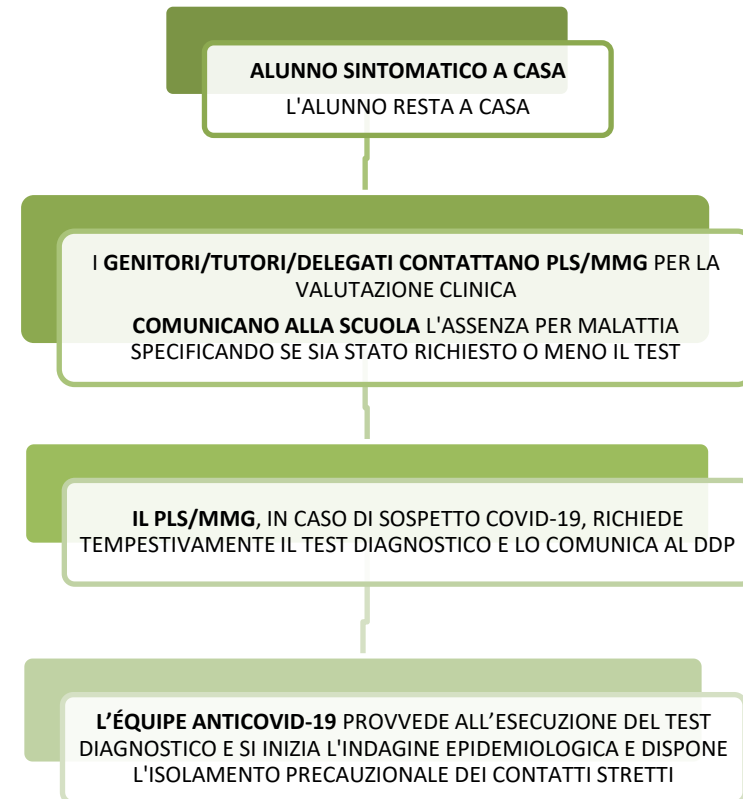 ALUNNO SINTOMATICO A CASA
L'ALUNNO RESTA A CASA
I GENITORI/TUTORI/DELEGATI CONTATTANO PLS/MMG PER LA
VALUTAZIONE CLINICA
COMUNICANO ALLA SCUOLA L'ASSENZA PER MALATTIA
SPECIFICANDO SE SIA STATO RICHIESTO O MENO IL TEST
IL PLS/MMG, IN CASO DI SOSPETTO COVID-19, RICHIEDE
TEMPESTIVAMENTE IL TEST DIAGNOSTICO E LO COMUNICA AL DDP
L’ÉQUIPE ANTICOVID-19 PROVVEDE ALL’ESECUZIONE DEL TEST
DIAGNOSTICO E SI INIZIA L'INDAGINE EPIDEMIOLOGICA E DISPONE
L'ISOLAMENTO PRECAUZIONALE DEI CONTATTI STRETTI